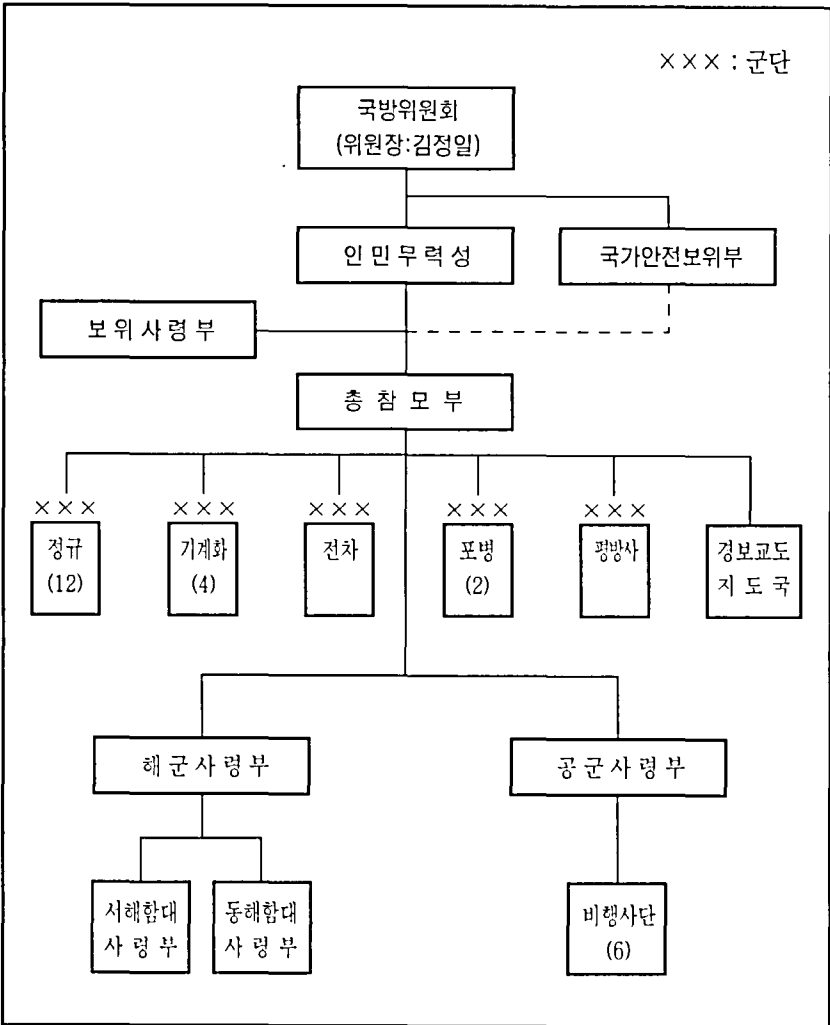 ××× : 군단
국방위원회
(위원장:김정일)
인 민 무 력 성
국가안전보위부
보 위 사 령 부
총 참 모 부
××× ××× ××× ××× ×××
정규
(12)
기계화
(4)
전차
포병
(2)
평방사
경보교도
지 도 국
해 군 사 령 부
공 군 사 령 부
서해함대
사 령 부
동해함대
사 령 부
비행사단
(6)